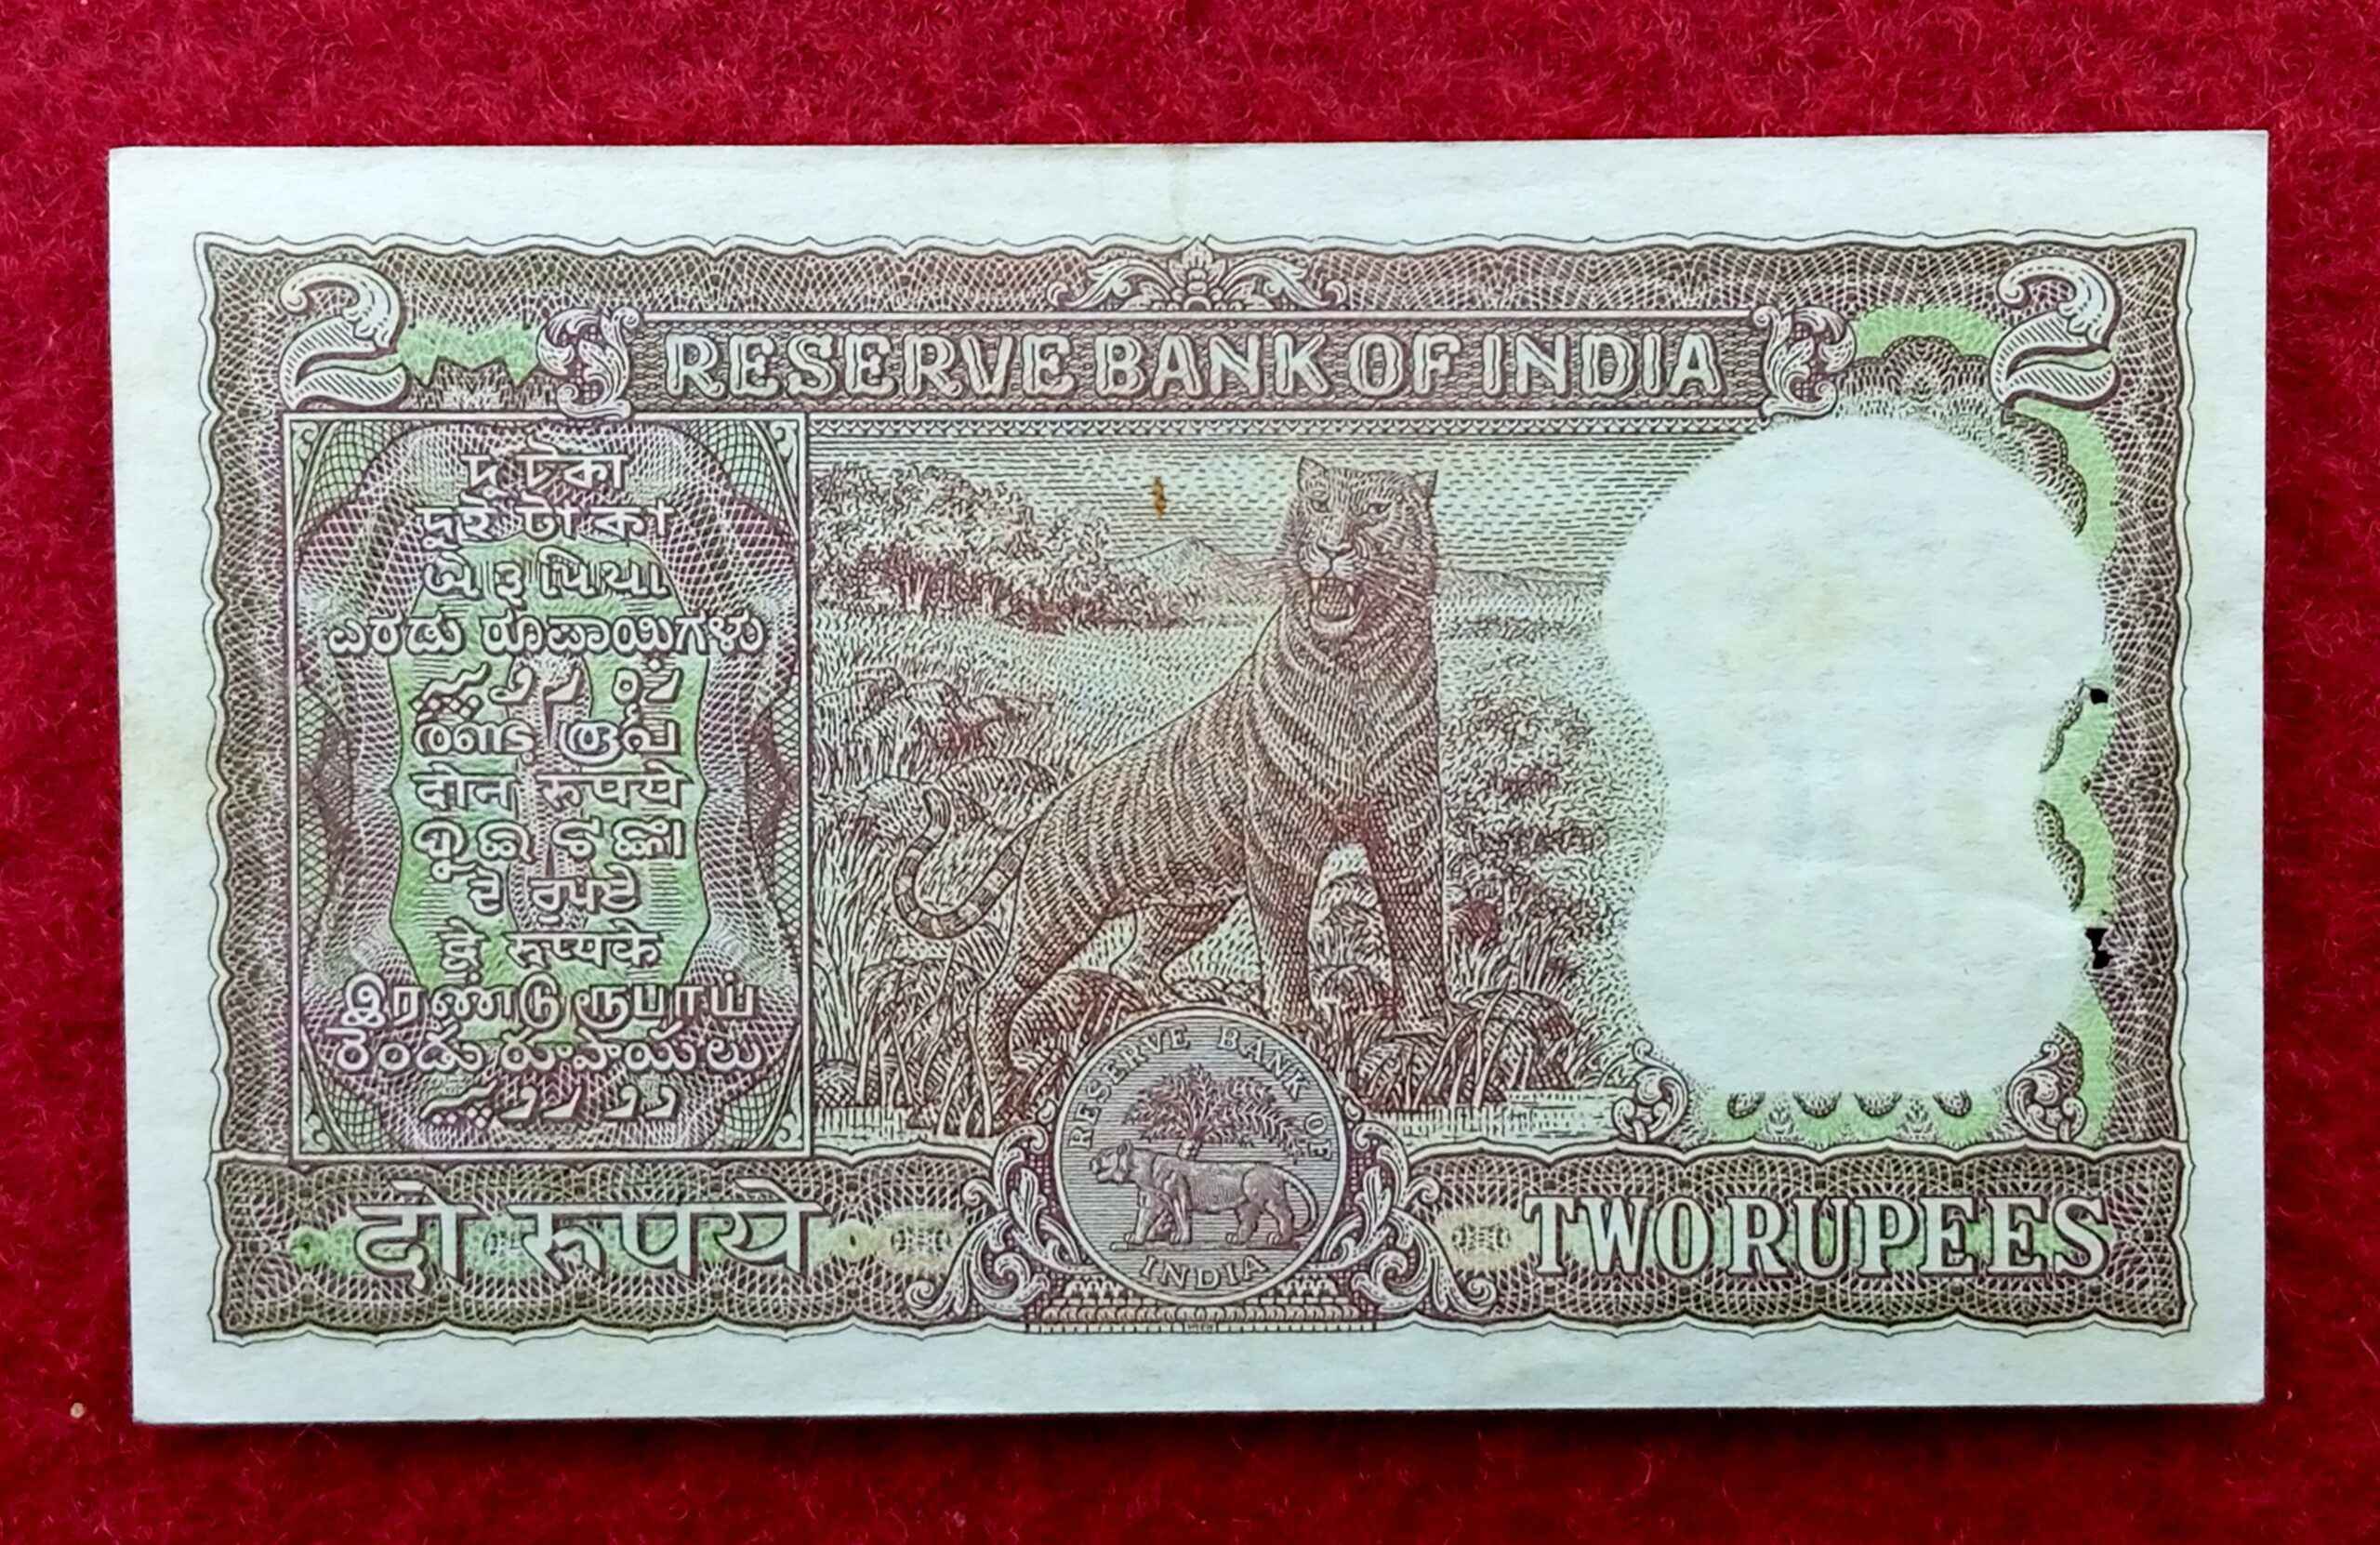 2 RESERVE BANK OF INDIA 2
দু টকা
দুই টাকা
બે રૂપિયા
ಎರಡು ರೂಪಾಯಿಗಳು
രണ്ട് രൂപ
दोन रुपये
ଦୁଇ ଟଙ୍କା
ਦੋ ਰੁਪਏ
द्वे रूप्यके
இரண்டு ரூபாய்
రెండు రూపాయలు
دو روپیے
RESERVE BANK OF
INDIA
दो रुपये
TWO RUPEES